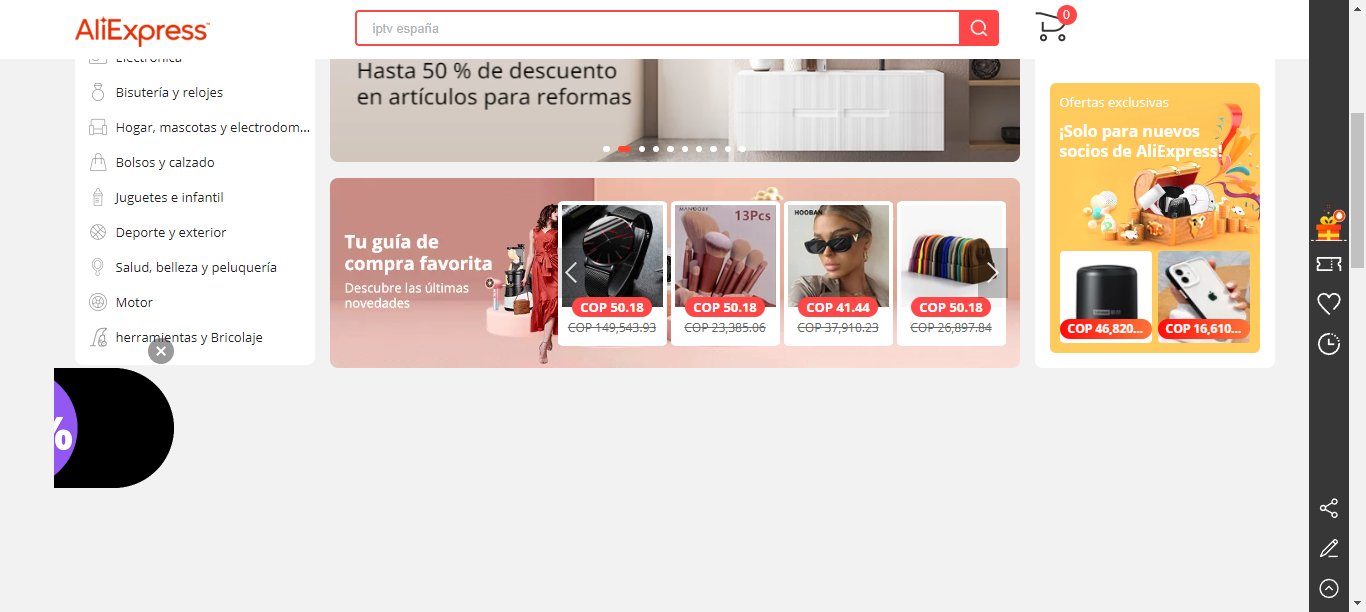 AliExpress
iptv españa
0
Electrónica
Bisutería y relojes
Hogar, mascotas y electrodom...
Bolsos y calzado
Juguetes e infantil
Deporte y exterior
Salud, belleza y peluquería
Motor
herramientas y Bricolaje
%
Hasta 50 % de descuento
en artículos para reformas
Tu guía de
compra favorita
Descubre las últimas
novedades
COP 50.18
COP 149,543.93
13Pcs
COP 50.18
COP 23,385.06
HOOBAN
COP 41.44
COP 37,910.23
COP 50.18
COP 26,897.84
Ofertas exclusivas
¡Solo para nuevos
socios de AliExpress!
COP 46,820...
COP 16,610...